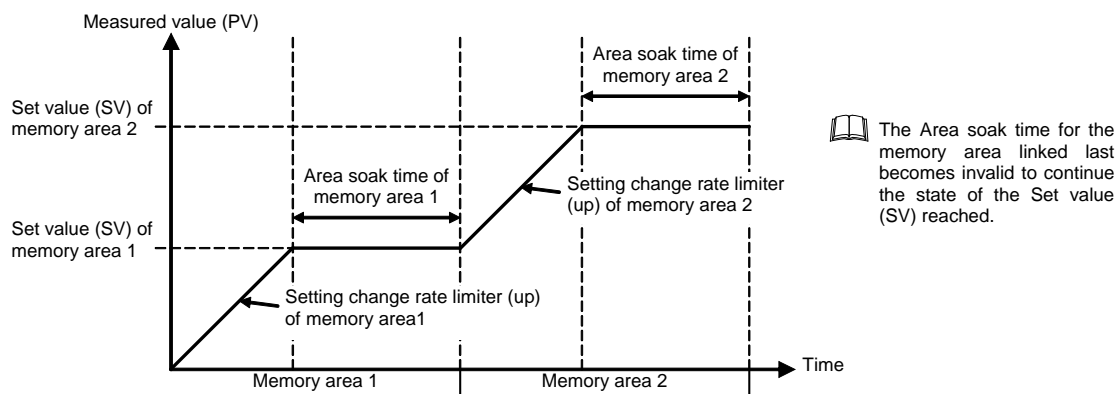 Measured value (PV)
Area soak time of
memory area 2
Set value (SV) of
memory area 2
Area soak time of
memory area 1
Setting change rate limiter
(up) of memory area 2
Set value (SV) of
memory area 1
Setting change rate limiter (up)
of memory area1
Time
Memory area 1
Memory area 2
The Area soak time for the
memory area linked last
becomes invalid to continue
the state of the Set value
(SV) reached.